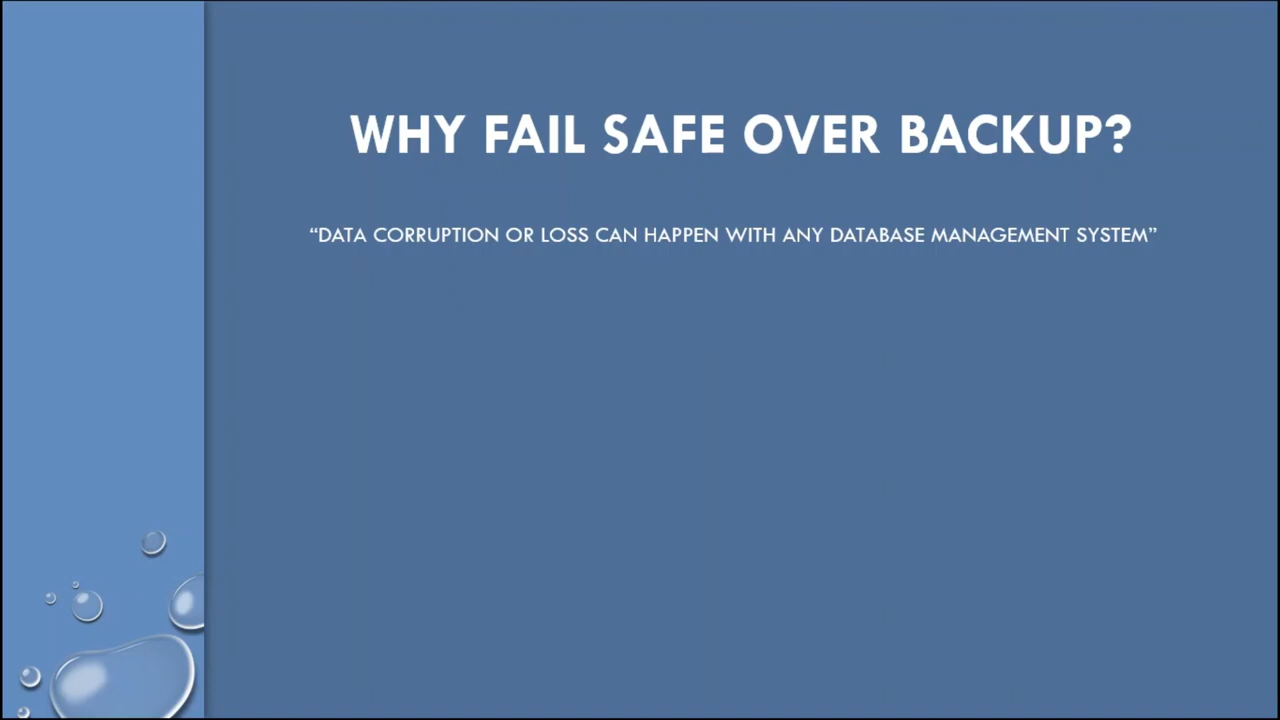 WHY FAIL SAFE OVER BACKUP?
“DATA CORRUPTION OR LOSS CAN HAPPEN WITH ANY DATABASE MANAGEMENT SYSTEM”